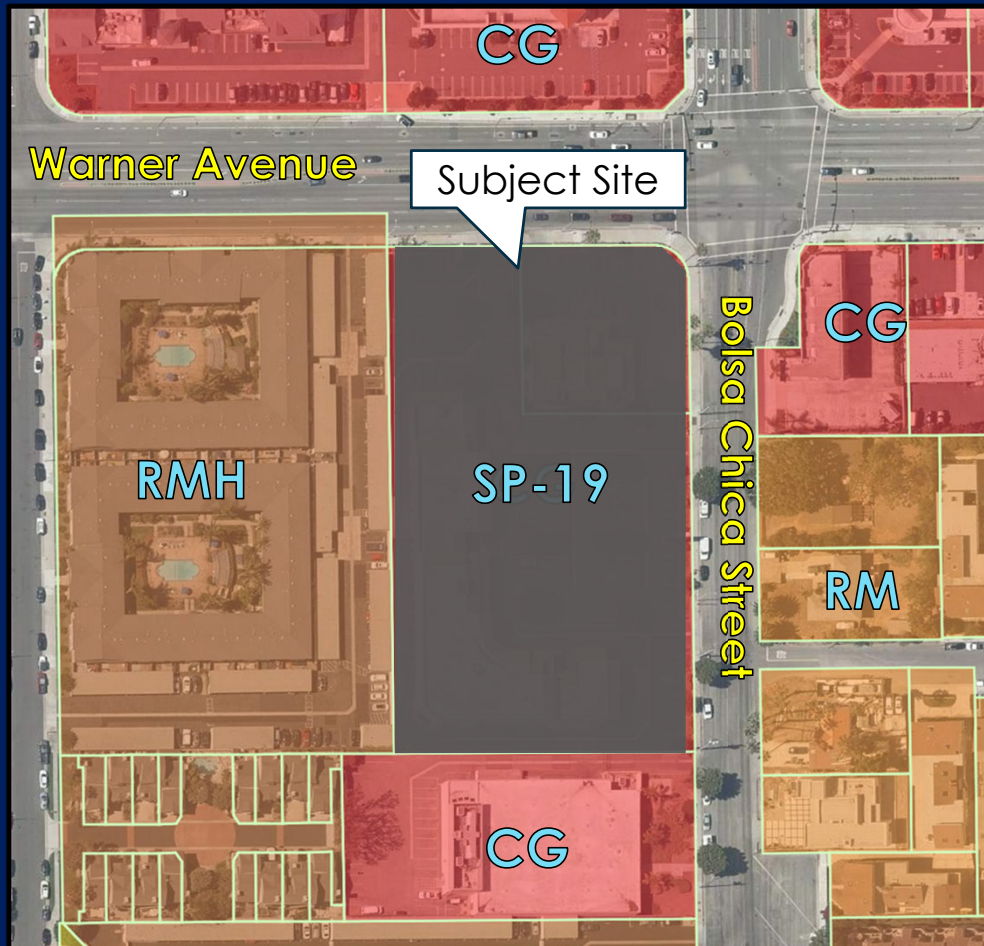 CG
Warner Avenue
Subject Site
CG
Bolsa Chica Street
RMH
SP-19
RM
CG